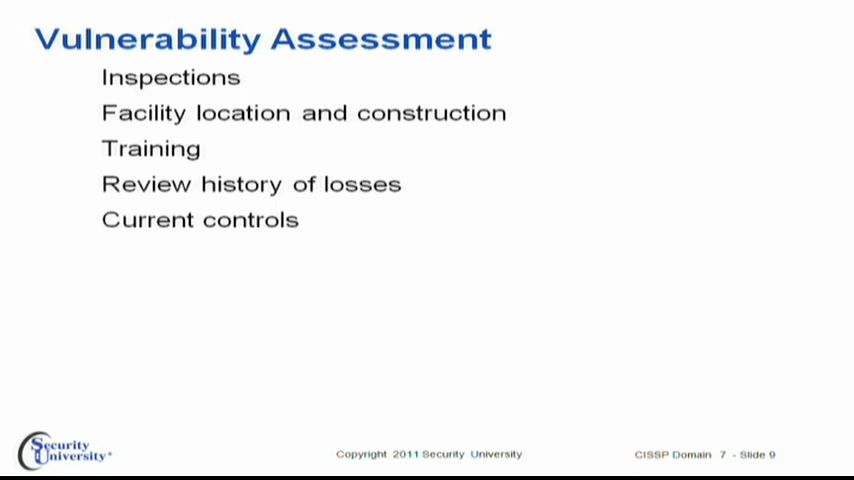 Vulnerability Assessment
Inspections
Facility location and construction
Training
Review history of losses
Current controls
Security
University
Copyright 2011 Security University
CISSP Domain 7 - Slide 9